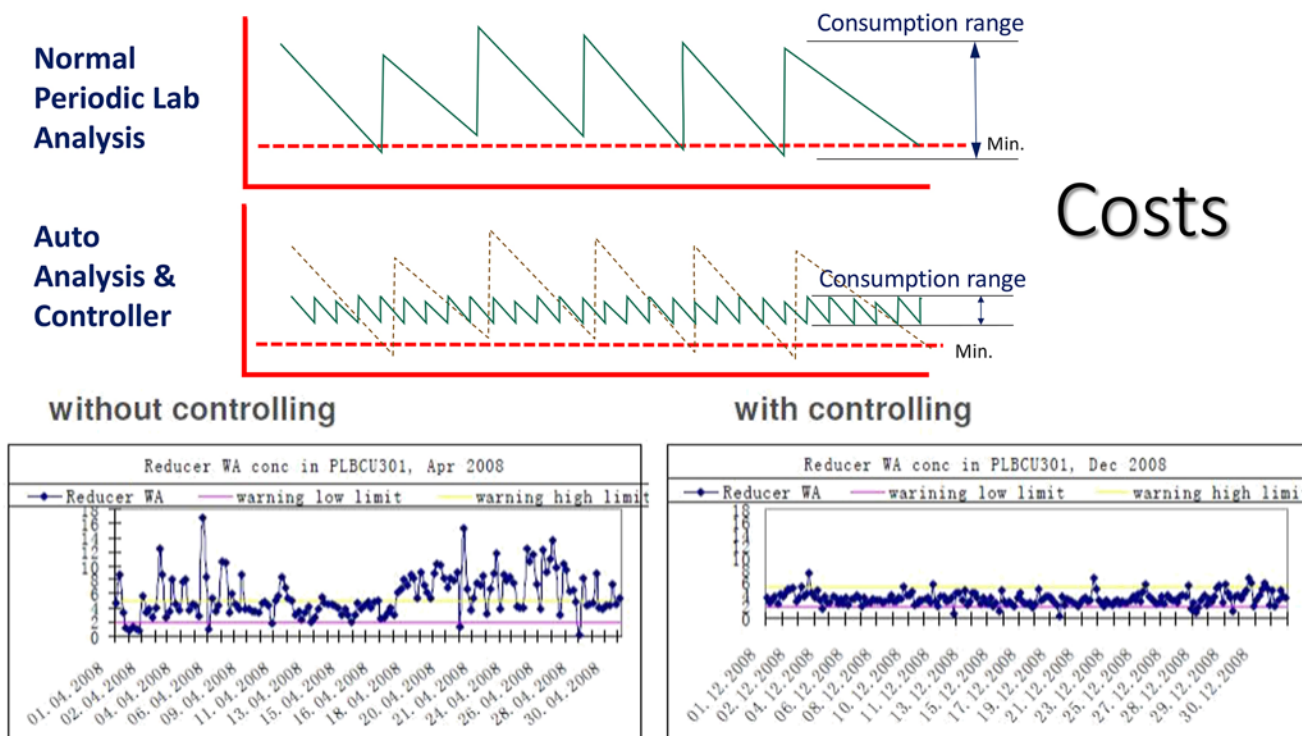 Normal
Periodic Lab
Analysis
Consumption range
Min.
Costs
Auto
Analysis &
Controller
Consumption range
Min.
without controlling
with controlling
Reducer WA conc in PLBCU301, Apr 2008
Reducer WA
warning low limit
warning high limit
18
16
14
12
10
8
6
4
2
0
01. 04. 2008
02. 04. 2008
04. 04. 2008
06. 04. 2008
09. 04. 2008
11. 04. 2008
13. 04. 2008
15. 04. 2008
16. 04. 2008
18. 04. 2008
20. 04. 2008
21. 04. 2008
24. 04. 2008
26. 04. 2008
28. 04. 2008
30. 04. 2008
Reducer WA conc in PLBCU301, Dec 2008
Reducer WA
warining low limit
warning high limit
18
16
14
12
10
8
6
4
2
0
01. 12. 2008
02. 12. 2008
04. 12. 2008
06. 12. 2008
08. 12. 2008
10. 12. 2008
13. 12. 2008
15. 12. 2008
17. 12. 2008
19. 12. 2008
21. 12. 2008
23. 12. 2008
25. 12. 2008
27. 12. 2008
28. 12. 2008
29. 12. 2008
30. 12. 2008